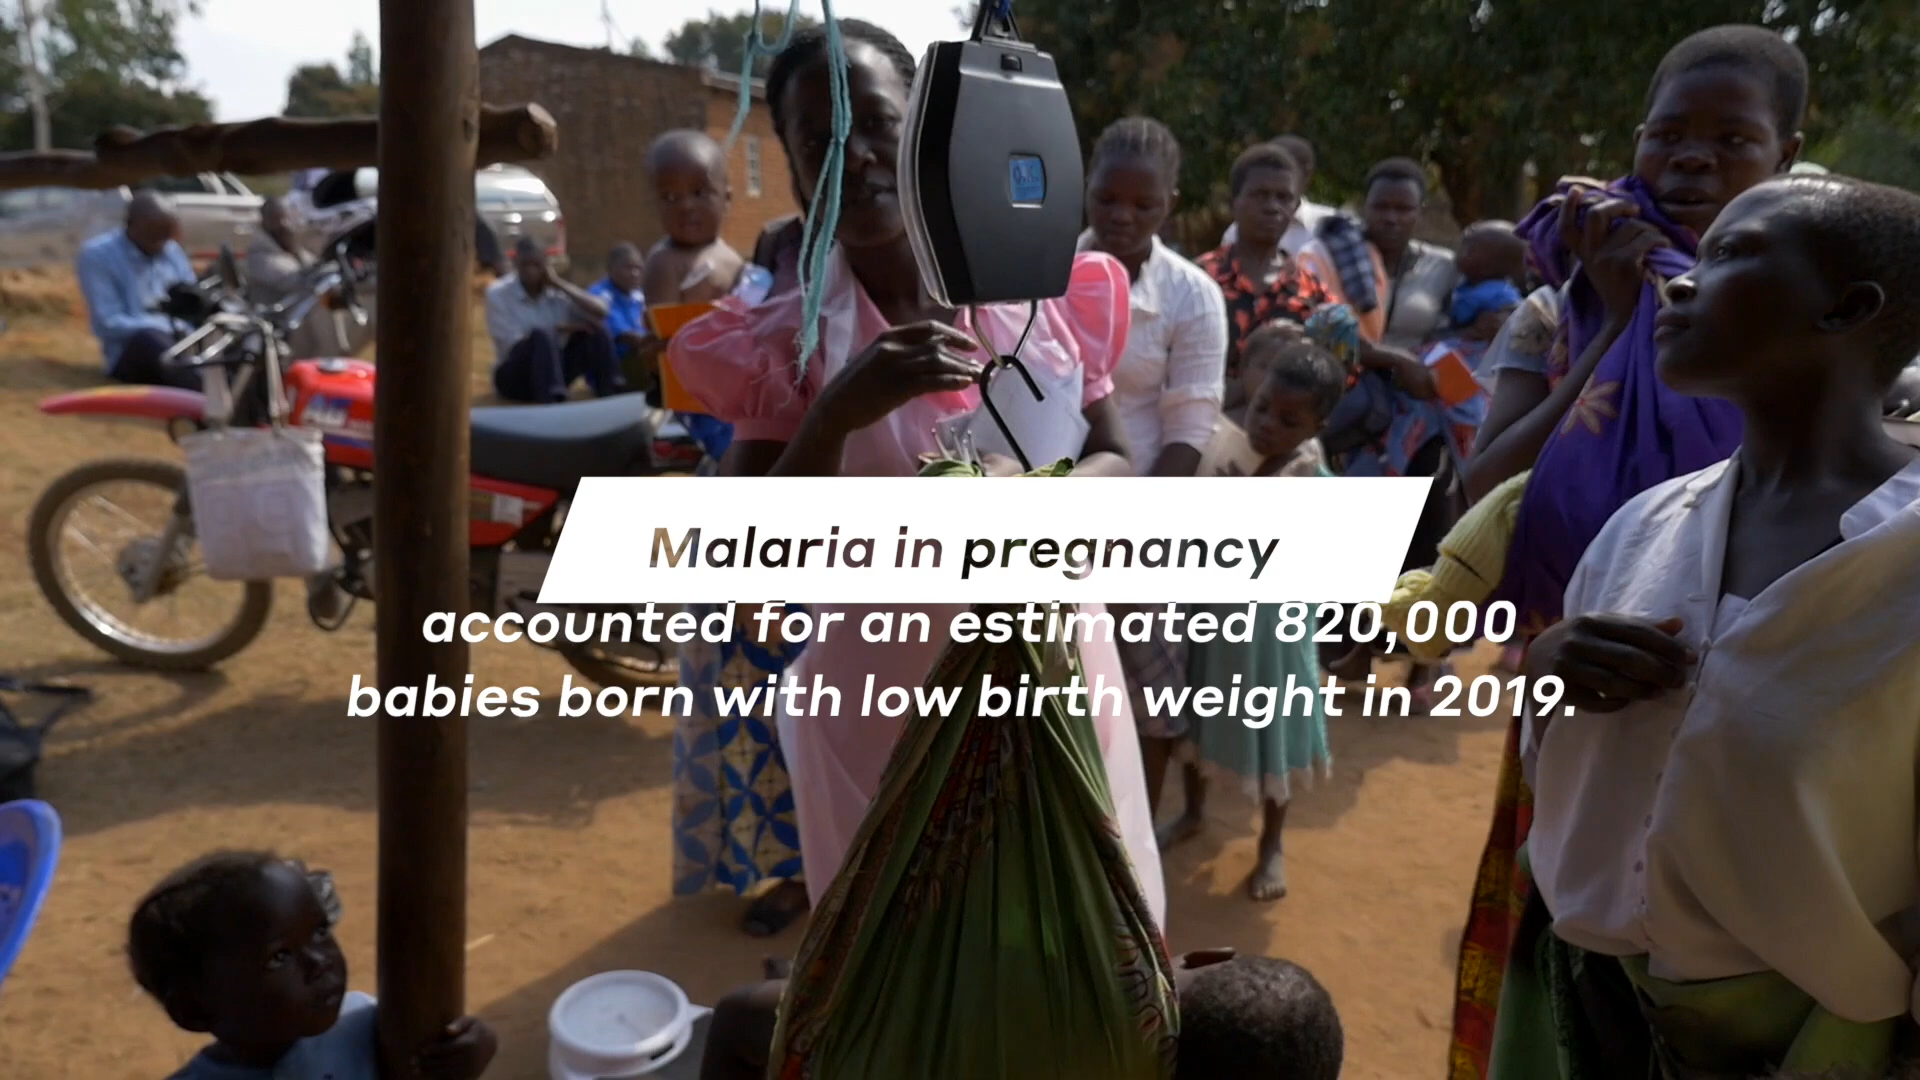 Malaria in pregnancy
accounted for an estimated 820,000
babies born with low birth weight in 2019.